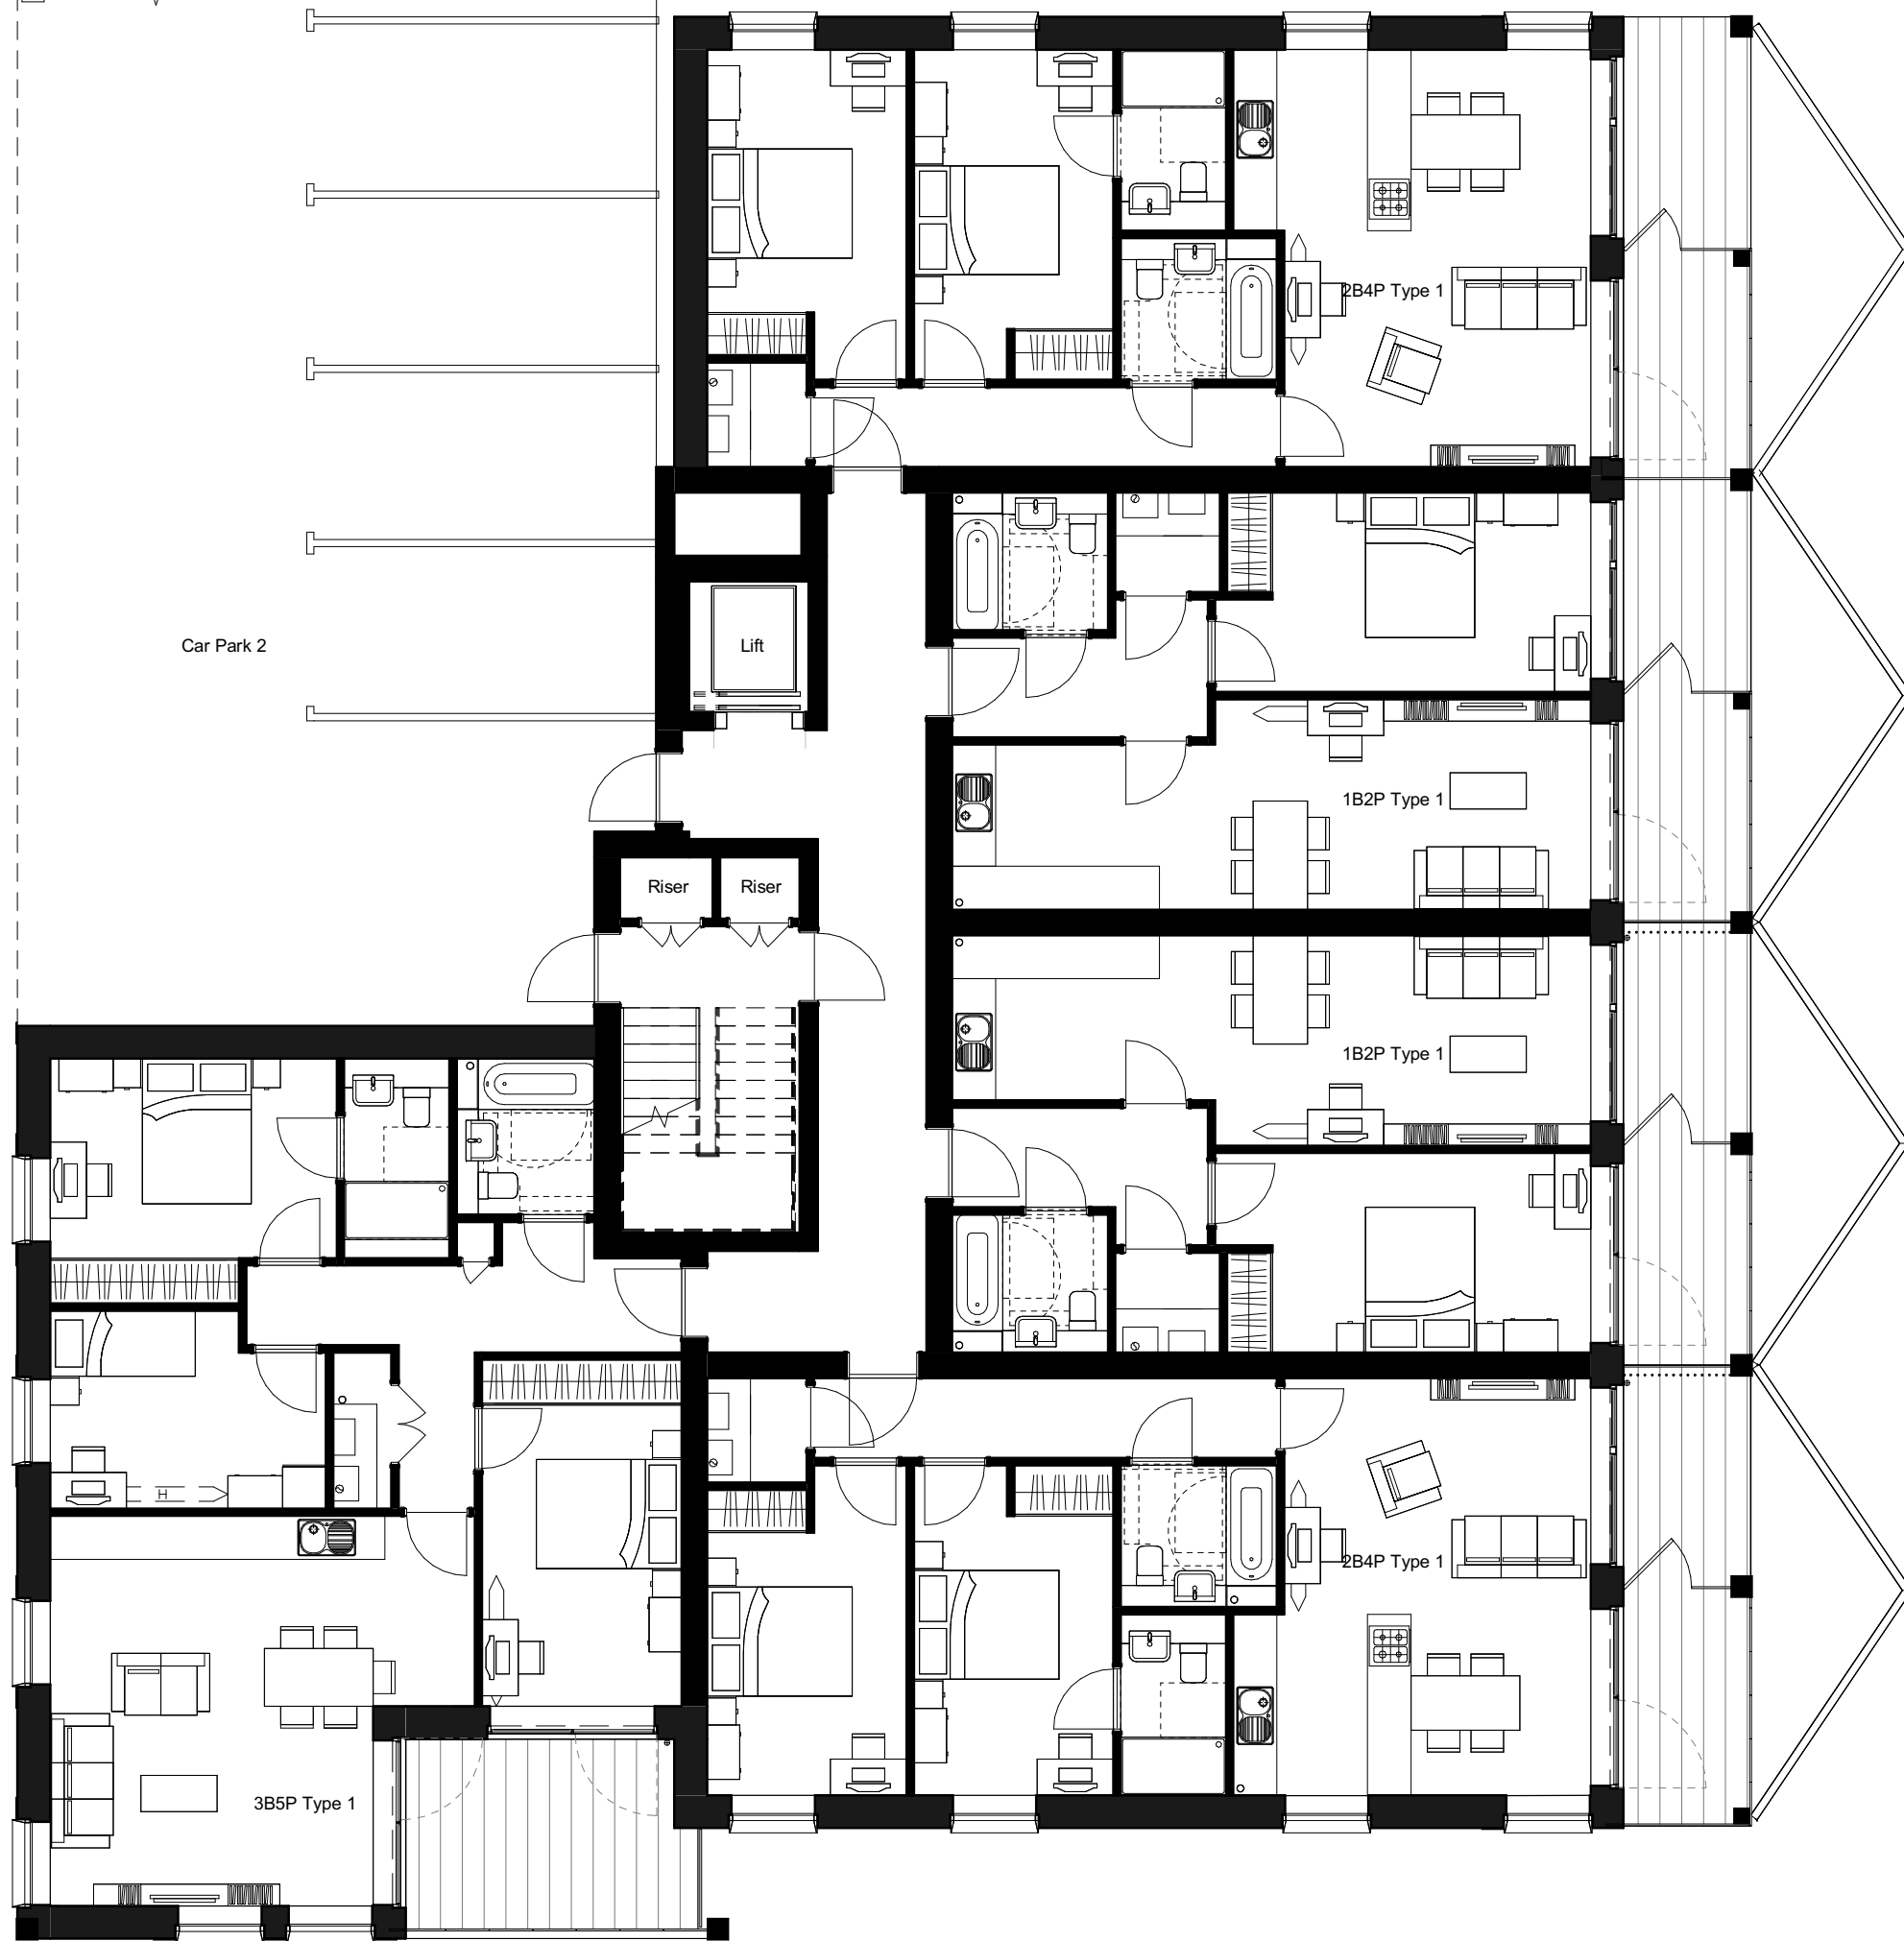 2B4P Type 1
Car Park 2
Lift
1B2P Type 1
Riser
Riser
1B2P Type 1
2B4P Type 1
3B5P Type 1